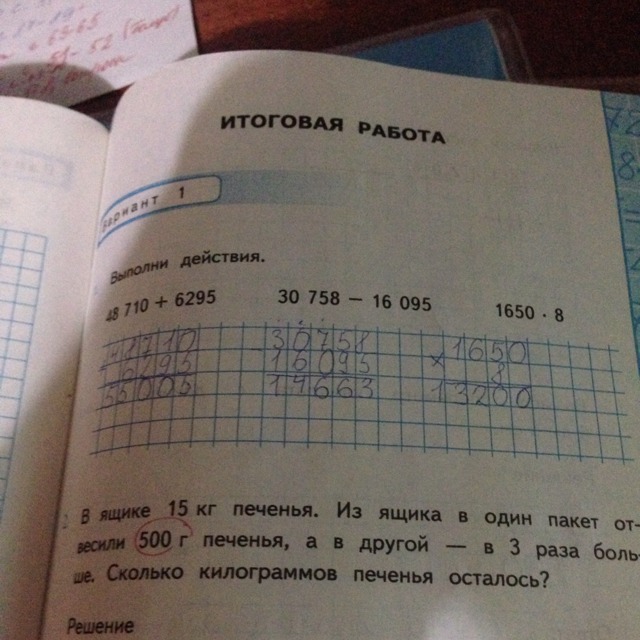 ИТОГОВАЯ РАБОТА
Вариант 1
Выполни действия.
48 710 + 6295 30 758 − 16 095 1650 · 8
48710 30758 1650
+ 6295 16095 × 8
55005 14663 13200
2. В ящике 15 кг печенья. Из ящика в один пакет от-
весили 500 г печенья, а в другой — в 3 раза боль-
ше. Сколько килограммов печенья осталось?
Решение